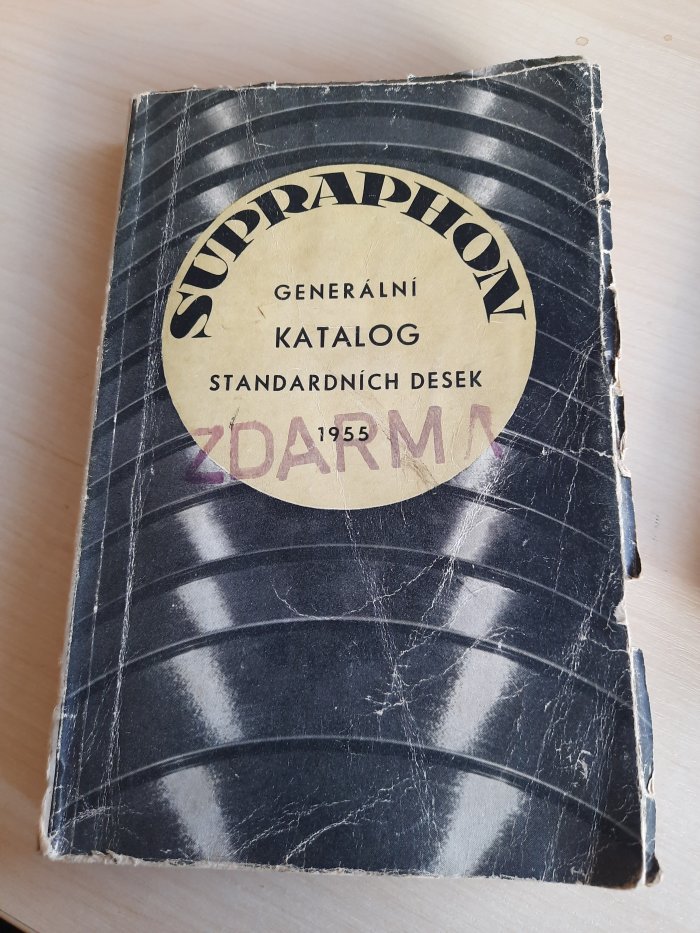 SUPRAPHON
GENERÁLNÍ
KATALOG
STANDARDNÍCH DESEK
1955
ZDARMA